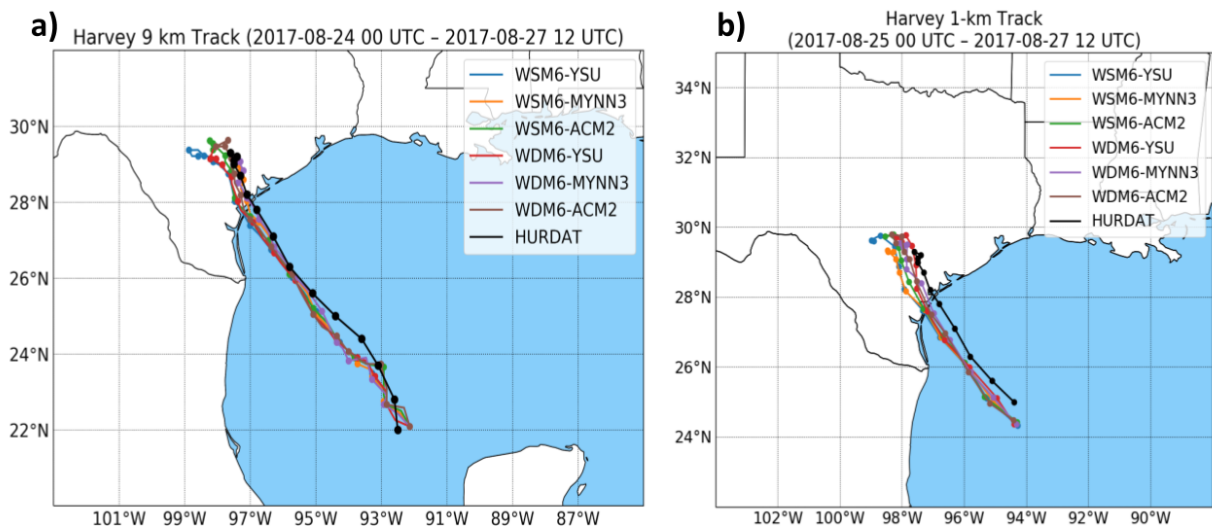 a)
Harvey 9 km Track (2017-08-24 00 UTC – 2017-08-27 12 UTC)
WSM6-YSU
WSM6-MYNN3
WSM6-ACM2
WDM6-YSU
WDM6-MYNN3
WDM6-ACM2
HURDAT
30°N
28°N
26°N
24°N
22°N
101°W 99°W 97°W 95°W 93°W 91°W 89°W 87°W
b)
Harvey 1-km Track
(2017-08-25 00 UTC – 2017-08-27 12 UTC)
WSM6-YSU
WSM6-MYNN3
WSM6-ACM2
WDM6-YSU
WDM6-MYNN3
WDM6-ACM2
HURDAT
34°N
32°N
30°N
28°N
26°N
24°N
102°W 100°W 98°W 96°W 94°W 92°W 90°W